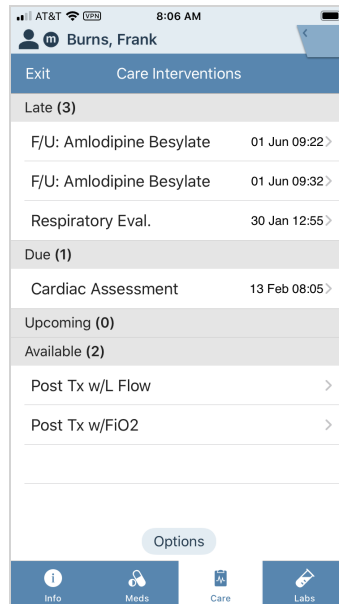 AT&T VPN 8:06 AM
m Burns, Frank
Exit Care Interventions
Late (3)
F/U: Amlodipine Besylate 01 Jun 09:22
F/U: Amlodipine Besylate 01 Jun 09:32
Respiratory Eval. 30 Jan 12:55
Due (1)
Cardiac Assessment 13 Feb 08:05
Upcoming (0)
Available (2)
Post Tx w/L Flow
Post Tx w/FiO2
Options
Info Meds Care Labs